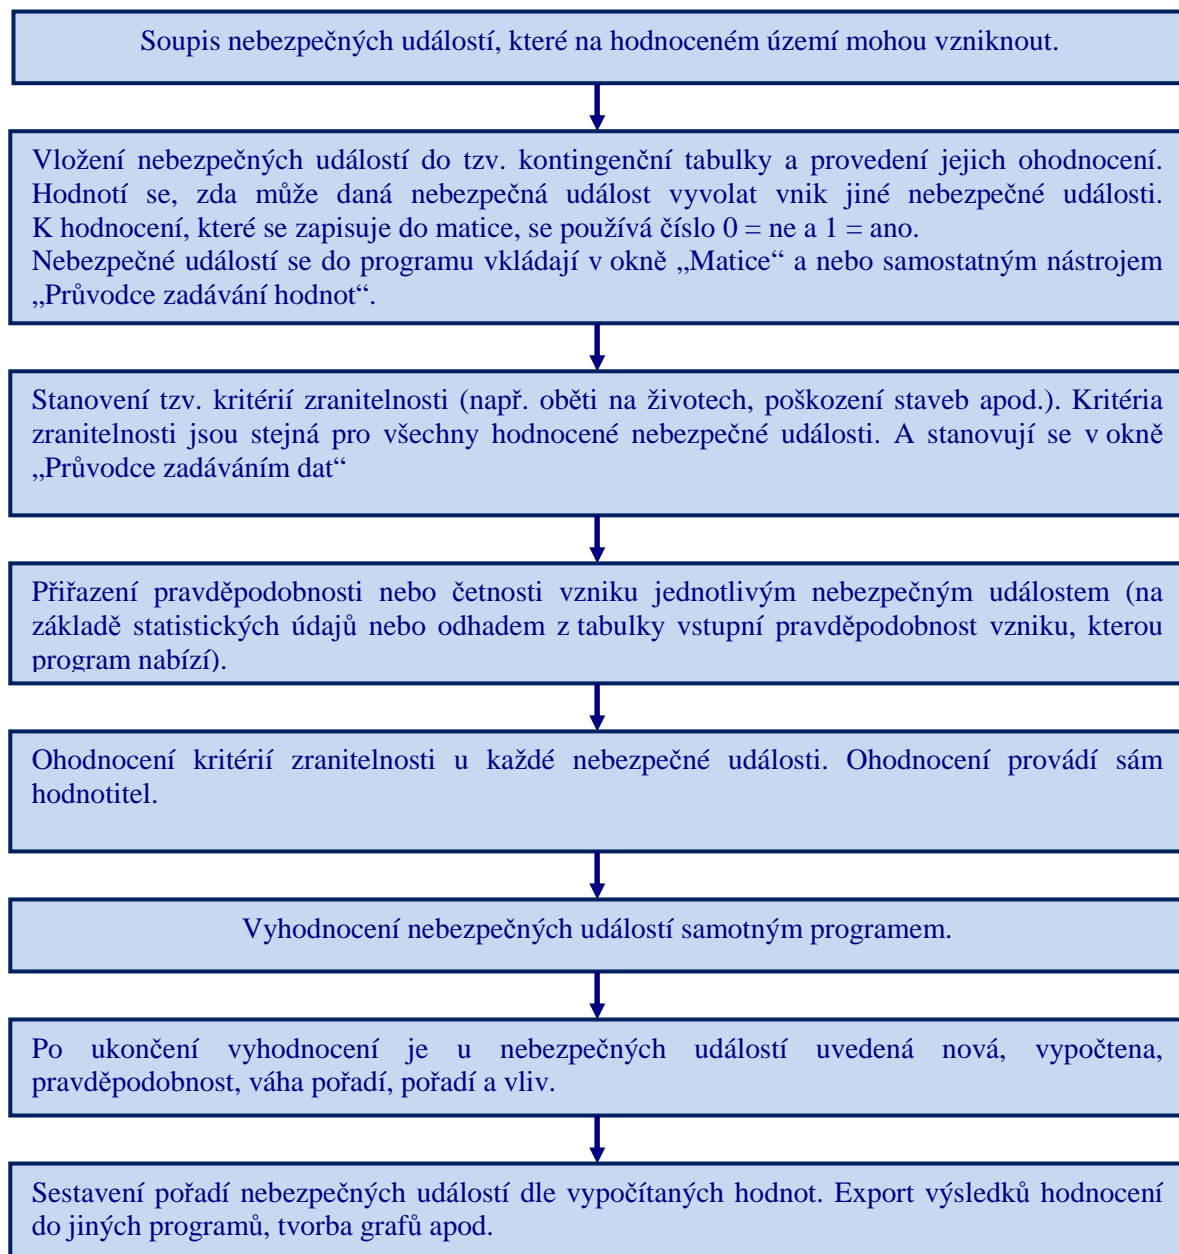 Soupis nebezpečných událostí, které na hodnoceném území mohou vzniknout.
Vložení nebezpečných událostí do tzv. kontingenční tabulky a provedení jejich ohodnocení.
Hodnotí se, zda může daná nebezpečná událost vyvolat vnik jiné nebezpečné události.
K hodnocení, které se zapisuje do matice, se používá číslo 0 = ne a 1 = ano.
Nebezpečné událostí se do programu vkládají v okně „Matice“ a nebo samostatným nástrojem
„Průvodce zadávání hodnot“.
Stanovení tzv. kritérií zranitelnosti (např. oběti na životech, poškození staveb apod.). Kritéria
zranitelnosti jsou stejná pro všechny hodnocené nebezpečné události. A stanovují se v okně
„Průvodce zadáváním dat“
Přiřazení pravděpodobnosti nebo četnosti vzniku jednotlivým nebezpečným událostem (na
základě statistických údajů nebo odhadem z tabulky vstupní pravděpodobnost vzniku, kterou
program nabízí).
Ohodnocení kritérií zranitelnosti u každé nebezpečné události. Ohodnocení provádí sám
hodnotitel.
Vyhodnocení nebezpečných událostí samotným programem.
Po ukončení vyhodnocení je u nebezpečných událostí uvedená nová, vypočtena,
pravděpodobnost, váha pořadí, pořadí a vliv.
Sestavení pořadí nebezpečných událostí dle vypočítaných hodnot. Export výsledků hodnocení
do jiných programů, tvorba grafů apod.